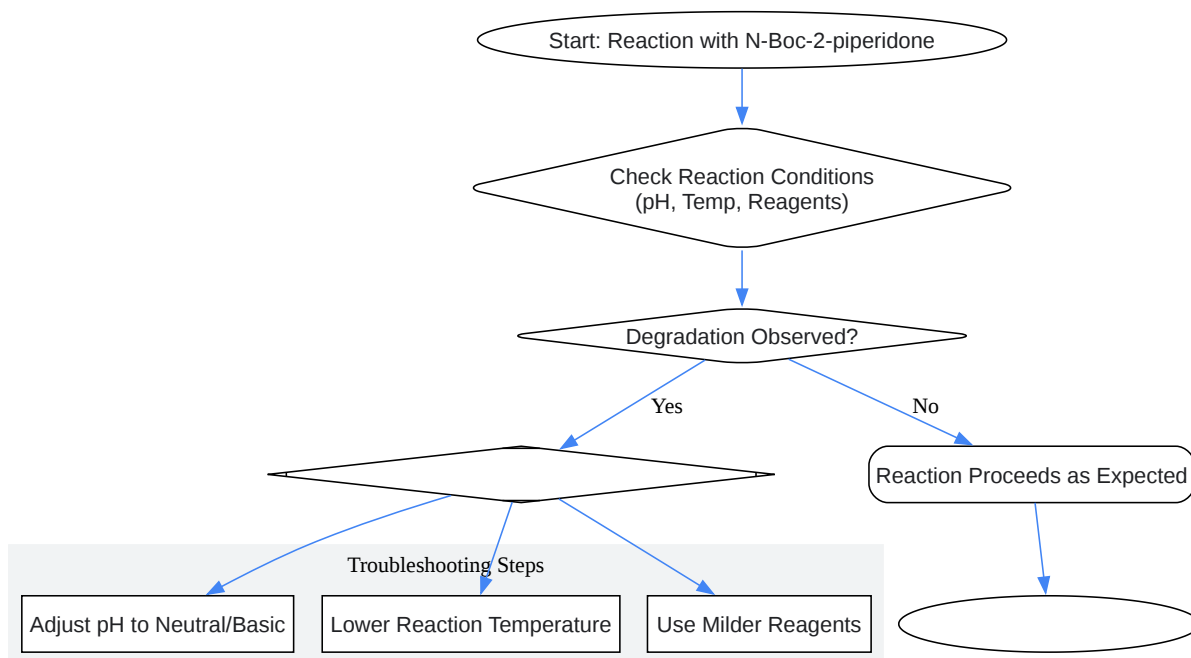 Start: Reaction with N-Boc-2-piperidone
Check Reaction Conditions
(pH, Temp, Reagents)
Degradation Observed?
Yes
No
Reaction Proceeds as Expected
Troubleshooting Steps
Adjust pH to Neutral/Basic
Lower Reaction Temperature
Use Milder Reagents